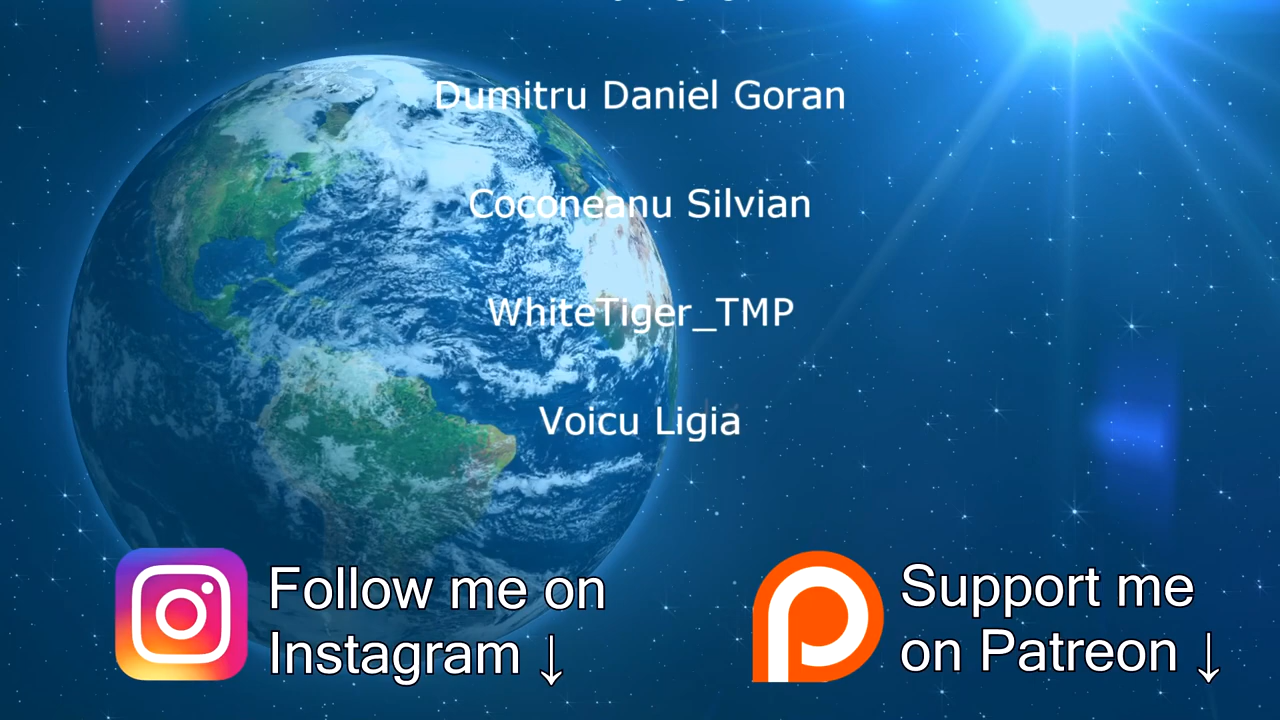 Dumitru Daniel Goran
Coconeanu Silvian
WhiteTiger_TMP
Voicu Ligia
Follow me on
Instagram ↓
Support me
on Patreon ↓